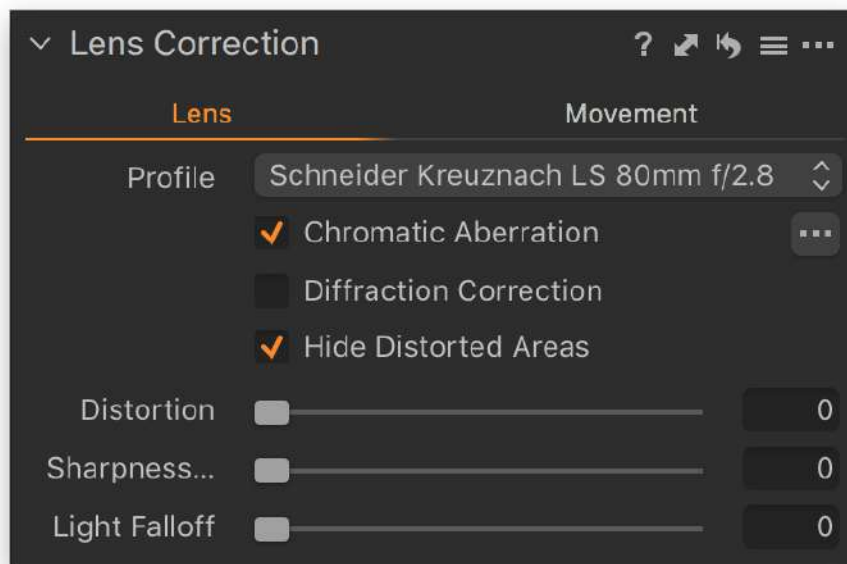 Lens Correction ?
Lens Movement
Profile Schneider Kreuznach LS 80mm f/2.8
Chromatic Aberration
Diffraction Correction
Hide Distorted Areas
Distortion 0
Sharpness... 0
Light Falloff 0